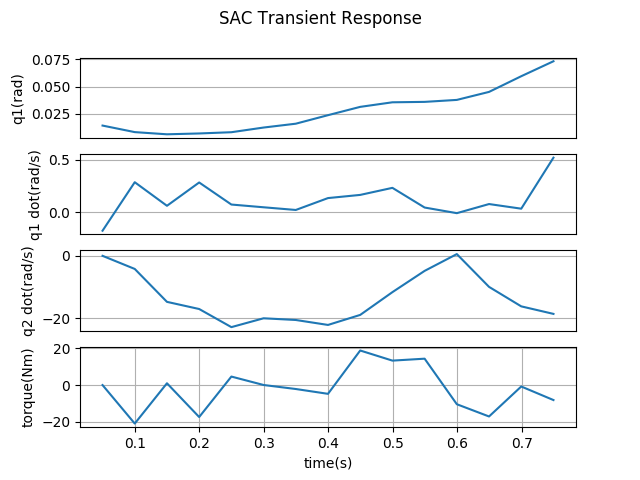 SAC Transient Response
q1(rad)
0.075
0.050
0.025
q1 dot(rad/s)
0.5
0.0
q2 dot(rad/s)
0
−20
torque(Nm)
20
0
−20
0.1 0.2 0.3 0.4 0.5 0.6 0.7
time(s)